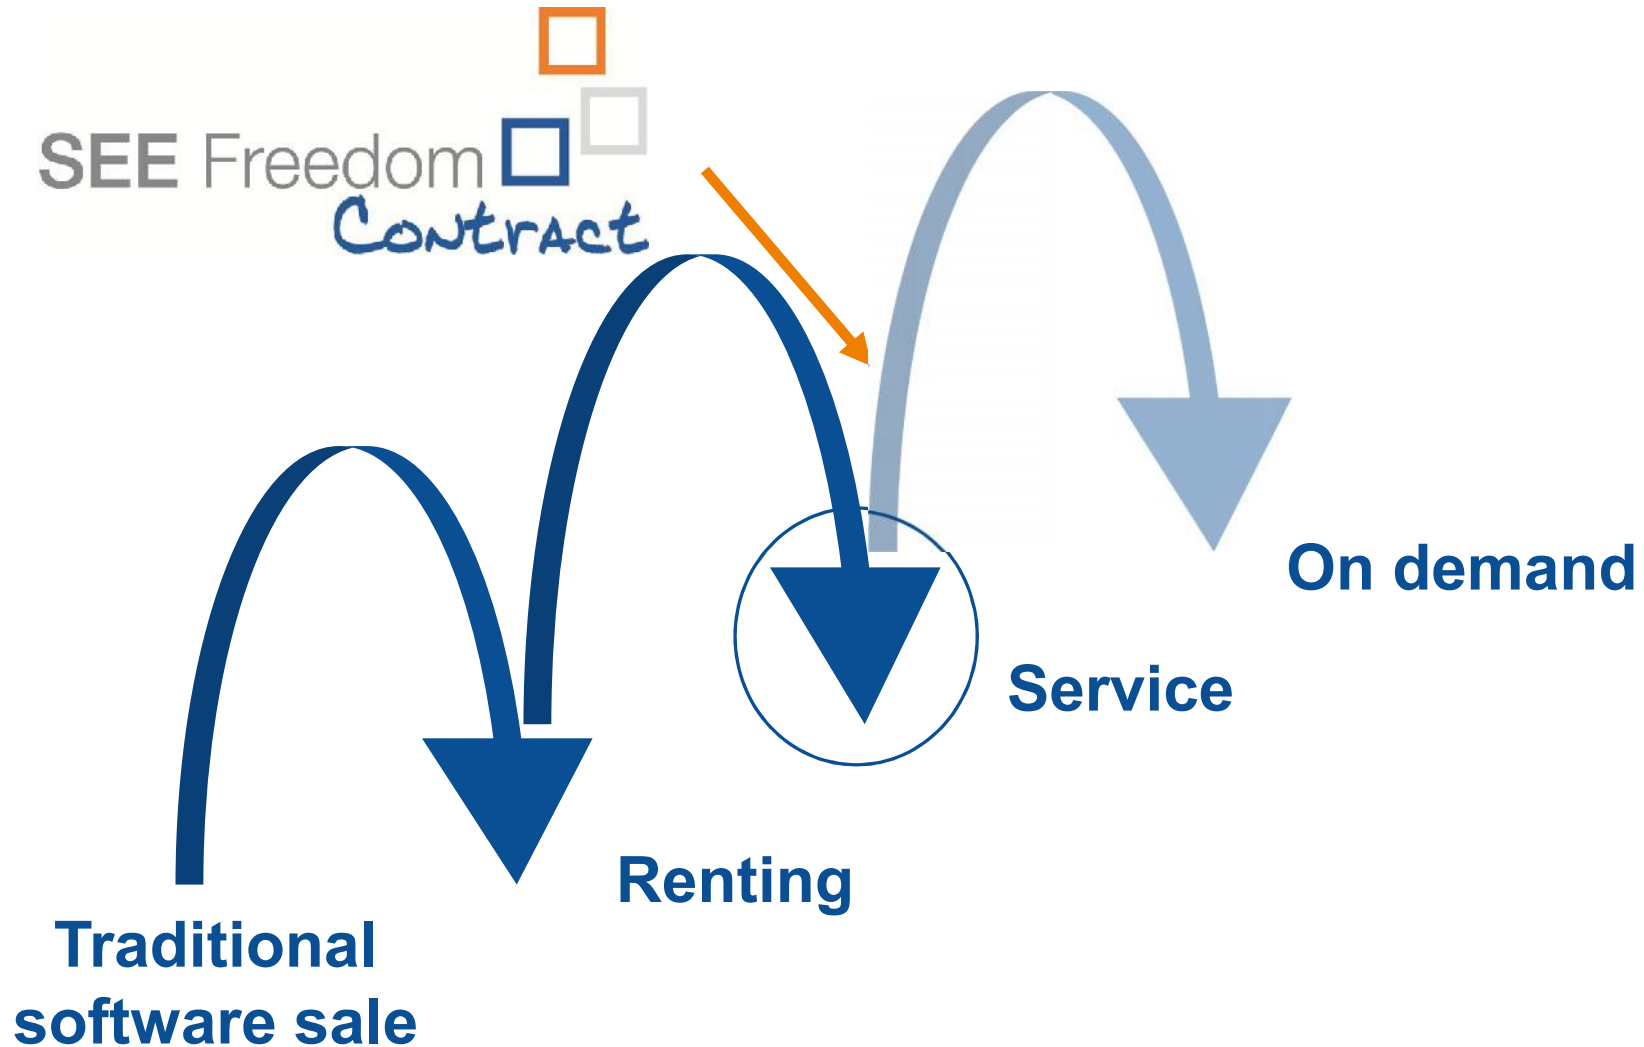 SEE Freedom
Contract
On demand
Service
Renting
Traditional
software sale